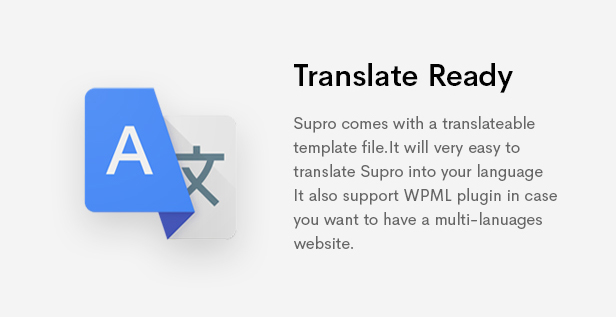 Translate Ready
A
文
Supro comes with a translateable
template file.It will very easy to
translate Supro into your language
It also support WPML plugin in case
you want to have a multi-lanuages
website.